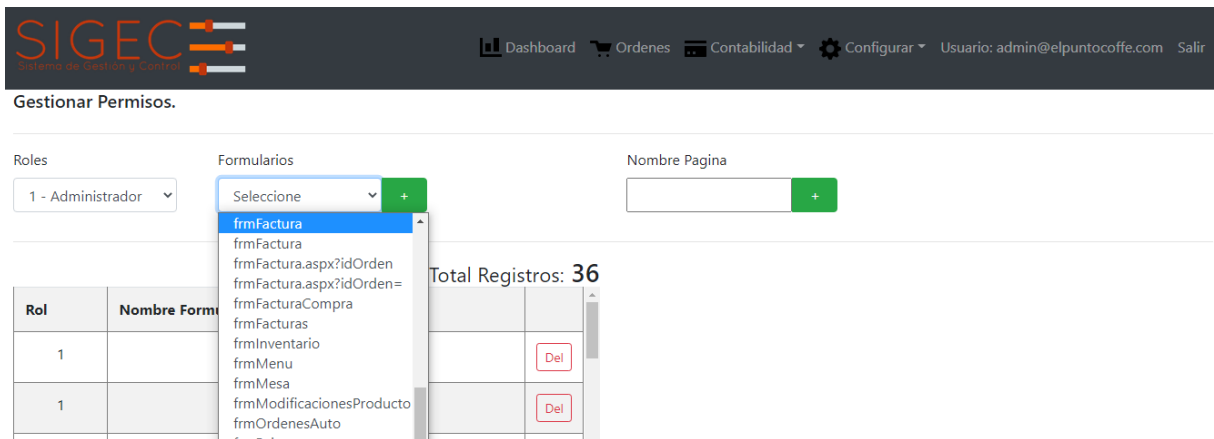 SIGEC
Sistema de Gestión y Control
Dashboard Ordenes Contabilidad Configurar Usuario: admin@elpuntocoffe.com Salir
Gestionar Permisos.
Roles Formularios Nombre Pagina
1 - Administrador Seleccione + +
frmFactura
frmFactura
frmFactura.aspx?idOrden
frmFactura.aspx?idOrden=
frmFacturaCompra
frmFacturas
frmInventario
frmMenu
frmMesa
frmModificacionesProducto
frmOrdenesAuto
Total Registros: 36
Rol Nombre Formu
1 Del
1 Del